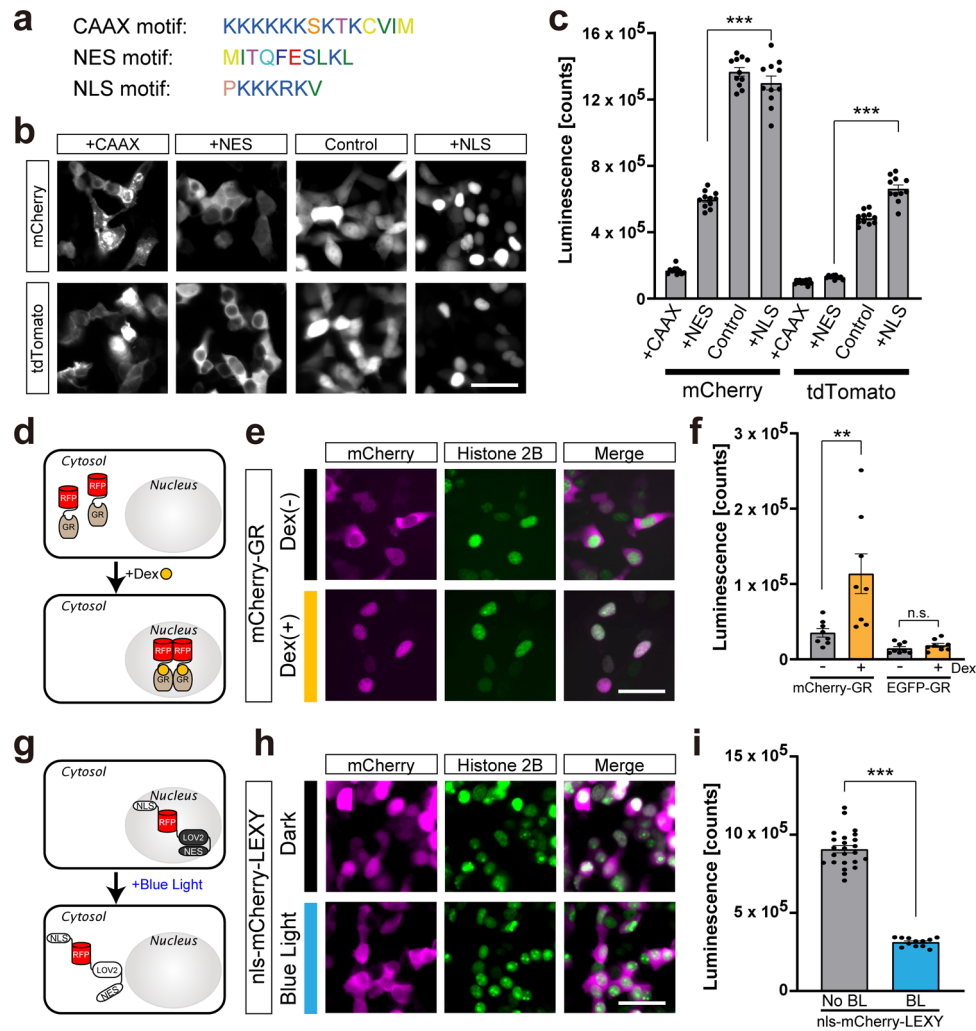 a
CAAX motif: KKKKKKSKTKCVIM
NES motif: MITQFESLKL
NLS motif: PKKKRKV
b
+CAAX +NES Control +NLS
mCherry
tdTomato
c
Luminescence [counts]
16 x 10⁵
12 x 10⁵
8 x 10⁵
4 x 10⁵
0
***
***
+CAAX +NES Control +NLS +CAAX +NES Control +NLS
mCherry tdTomato
d
Cytosol
Nucleus
RFP RFP
GR GR
+Dex
Cytosol
Nucleus
RFP RFP
GR GR
e
mCherry Histone 2B Merge
mCherry-GR
Dex(-)
Dex(+)
f
Luminescence [counts]
3 x 10⁵
2 x 10⁵
1 x 10⁵
0
**
n.s.
- + - + Dex
mCherry-GR EGFP-GR
g
Cytosol
Nucleus
NLS
RFP
LOV2
NES
+Blue Light
Cytosol
Nucleus
NLS
RFP
LOV2
NES
h
mCherry Histone 2B Merge
nls-mCherry-LEXY
Dark
Blue Light
i
Luminescence [counts]
15 x 10⁵
10 x 10⁵
5 x 10⁵
0
***
No BL BL
nls-mCherry-LEXY